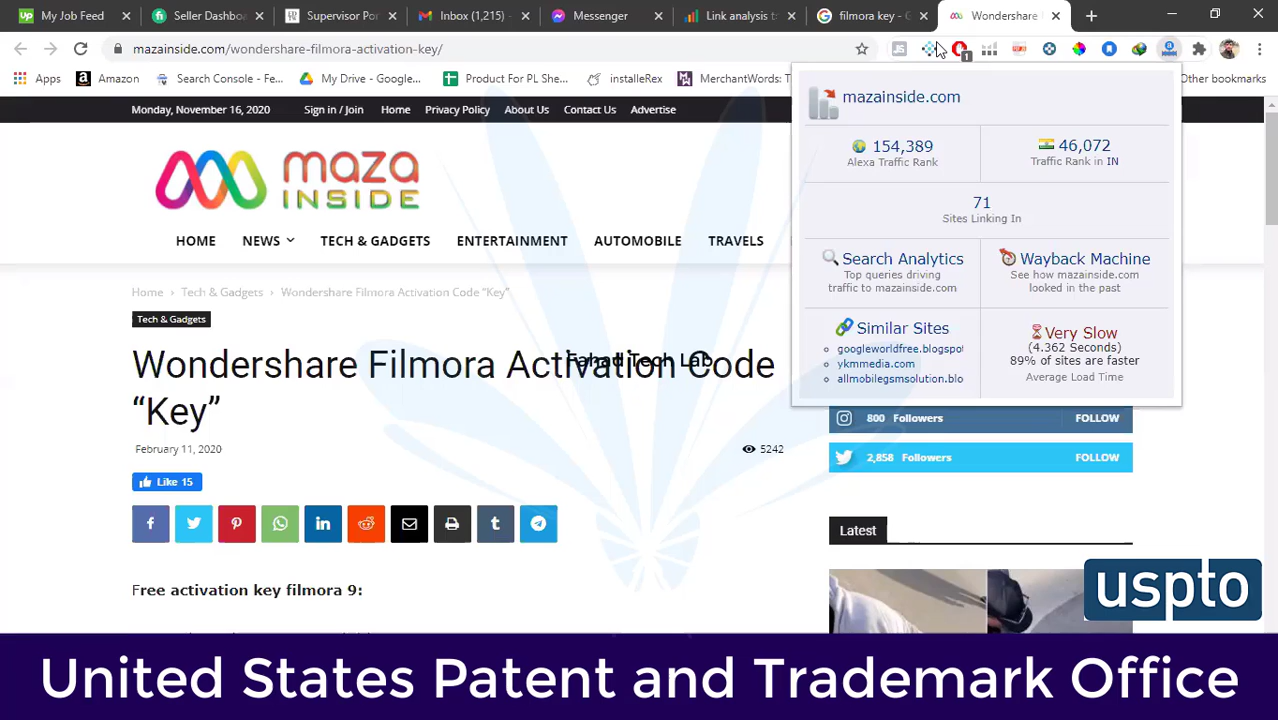 My Job Feed
Seller Dashboa
Supervisor Por
Inbox (1,215) -
Messenger
Link analysis to
filmora key - G
Wondershare
mazainside.com/wondershare-filmora-activation-key/
JS
1
Apps
Amazon
Search Console - Fe...
My Drive - Google...
Product For PL She...
installeRex
MerchantWords: T
Other bookmarks
Monday, November 16, 2020
Sign in / Join
Home
Privacy Policy
About Us
Contact Us
Advertise
maza
INSIDE
HOME
NEWS
TECH & GADGETS
ENTERTAINMENT
AUTOMOBILE
TRAVELS
mazainside.com
154,389
Alexa Traffic Rank
46,072
Traffic Rank in IN
71
Sites Linking In
Search Analytics
Top queries driving
traffic to mazainside.com
Wayback Machine
See how mazainside.com
looked in the past
Similar Sites
googleworldfree.blogspot
ykmmedia.com
allmobilegsmsolution.blo
Very Slow
(4.362 Seconds)
89% of sites are faster
Average Load Time
Home > Tech & Gadgets > Wondershare Filmora Activation Code “Key”
Tech & Gadgets
Wondershare Filmora Activation Code
“Key”
Fahad Tech Lab
February 11, 2020
5242
Like 15
800 Followers
FOLLOW
2,858 Followers
FOLLOW
Latest
Free activation key filmora 9:
uspto
United States Patent and Trademark Office